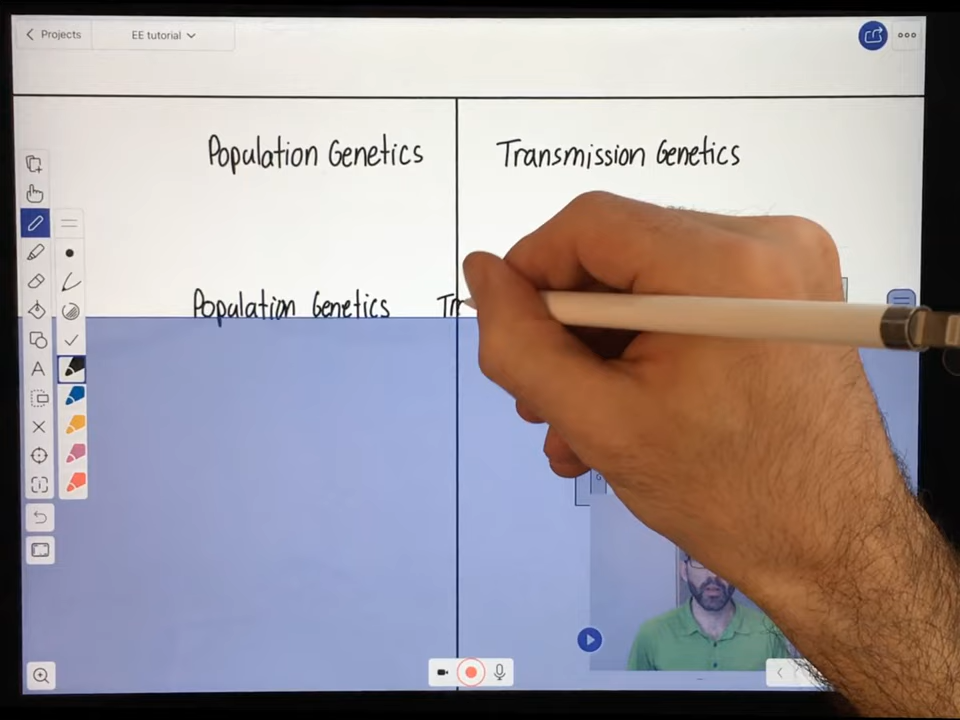 Projects EE tutorial
Population Genetics Transmission Genetics
Population Genetics Tr
A